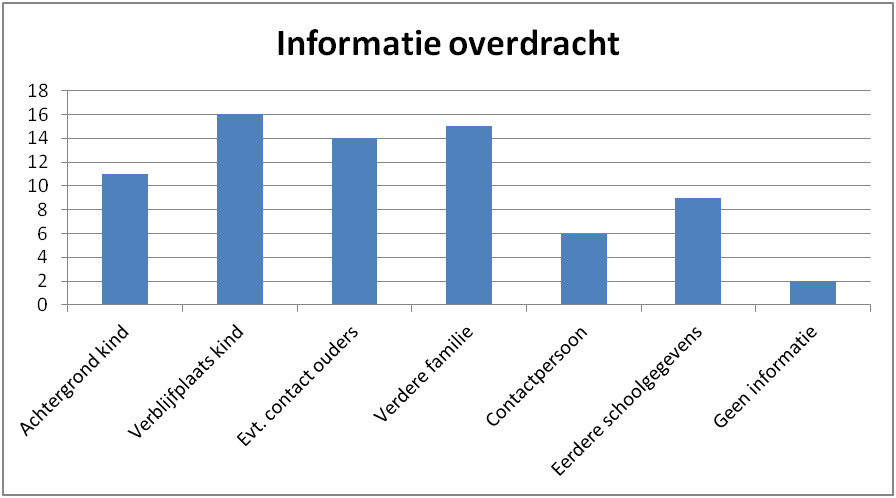 Informatie overdracht
18
16
14
12
10
8
6
4
2
0
Achtergrond kind
Verblijfplaats kind
Evt. contact ouders
Verdere familie
Contactpersoon
Eerdere schoolgegevens
Geen informatie